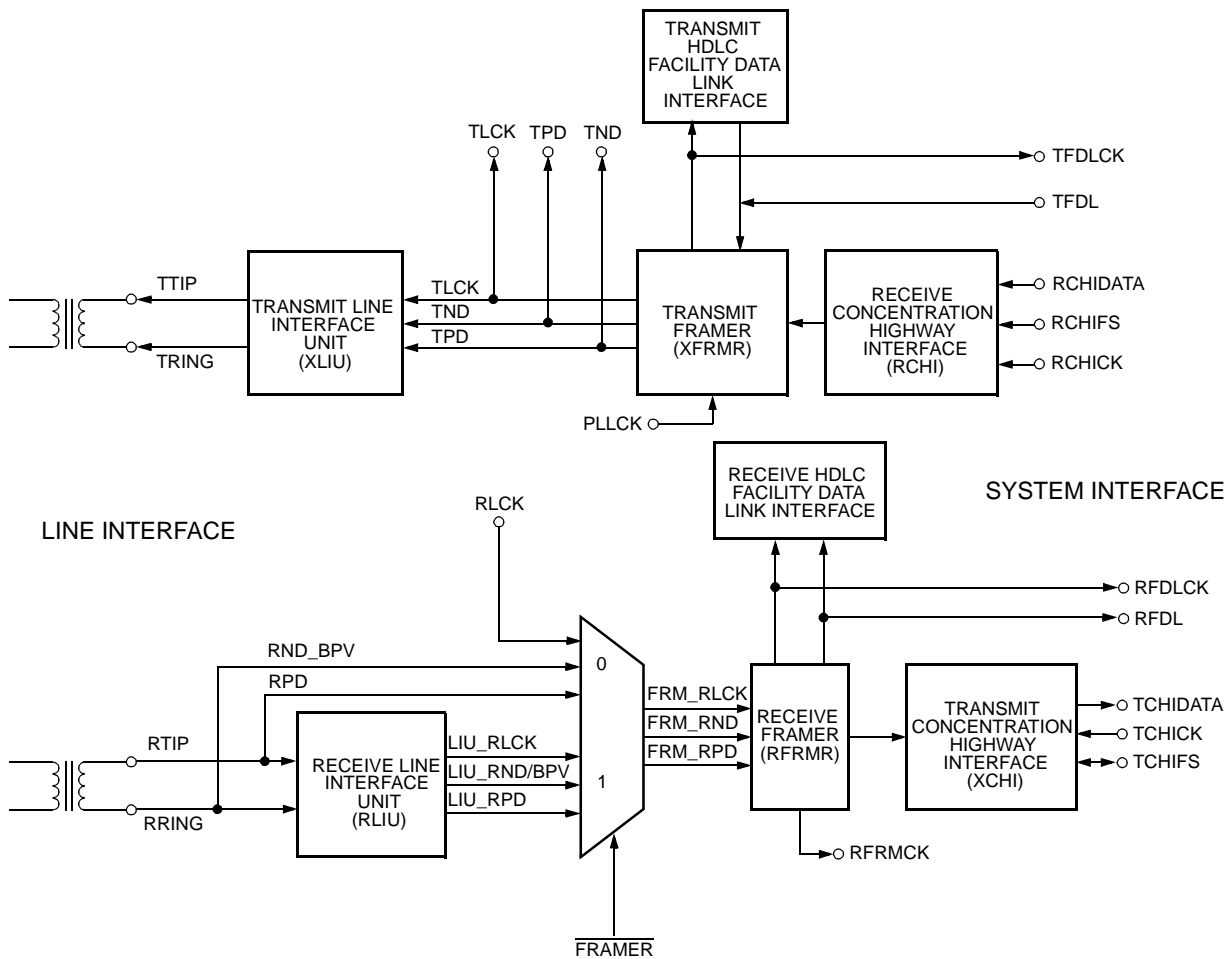 TRANSMIT
HDLC
FACILITY DATA
LINK
INTERFACE
TLCK
TPD
TND
TFDLCK
TFDL
TTIP
TRING
TRANSMIT LINE
INTERFACE
UNIT
(XLIU)
TLCK
TND
TPD
TRANSMIT
FRAMER
(XFRMR)
RECEIVE
CONCENTRATION
HIGHWAY
INTERFACE
(RCHI)
RCHIDATA
RCHIFS
RCHICK
PLLCK
RECEIVE HDLC
FACILITY DATA
LINK INTERFACE
SYSTEM INTERFACE
LINE INTERFACE
RLCK
RFDLCK
RFDL
RND_BPV
RPD
0
1
RTIP
RRING
RECEIVE LINE
INTERFACE
UNIT
(RLIU)
LIU_RLCK
LIU_RND/BPV
LIU_RPD
FRM_RLCK
FRM_RND
FRM_RPD
RECEIVE
FRAMER
(RFRMR)
TRANSMIT
CONCENTRATION
HIGHWAY
INTERFACE
(XCHI)
TCHIDATA
TCHICK
TCHIFS
RFRMCK
FRAMER